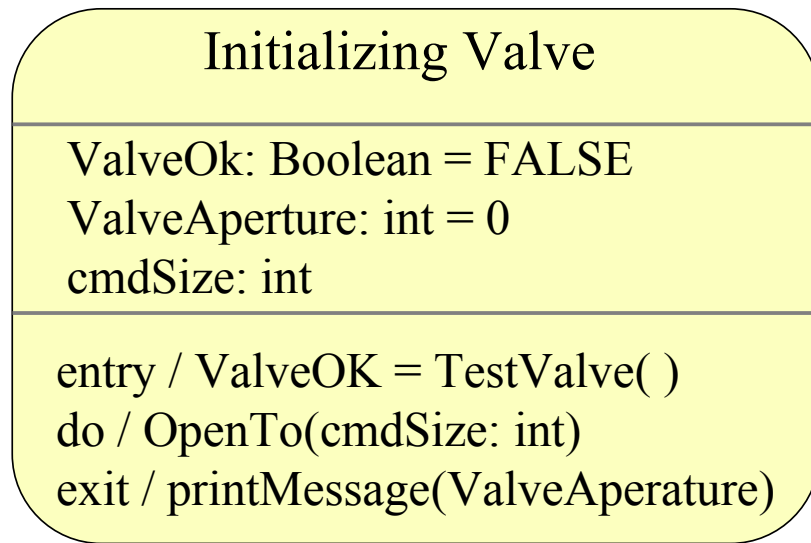 Initializing Valve
ValveOk: Boolean = FALSE
ValveAperture: int = 0
cmdSize: int
entry / ValveOK = TestValve( )
do / OpenTo(cmdSize: int)
exit / printMessage(ValveAperature)